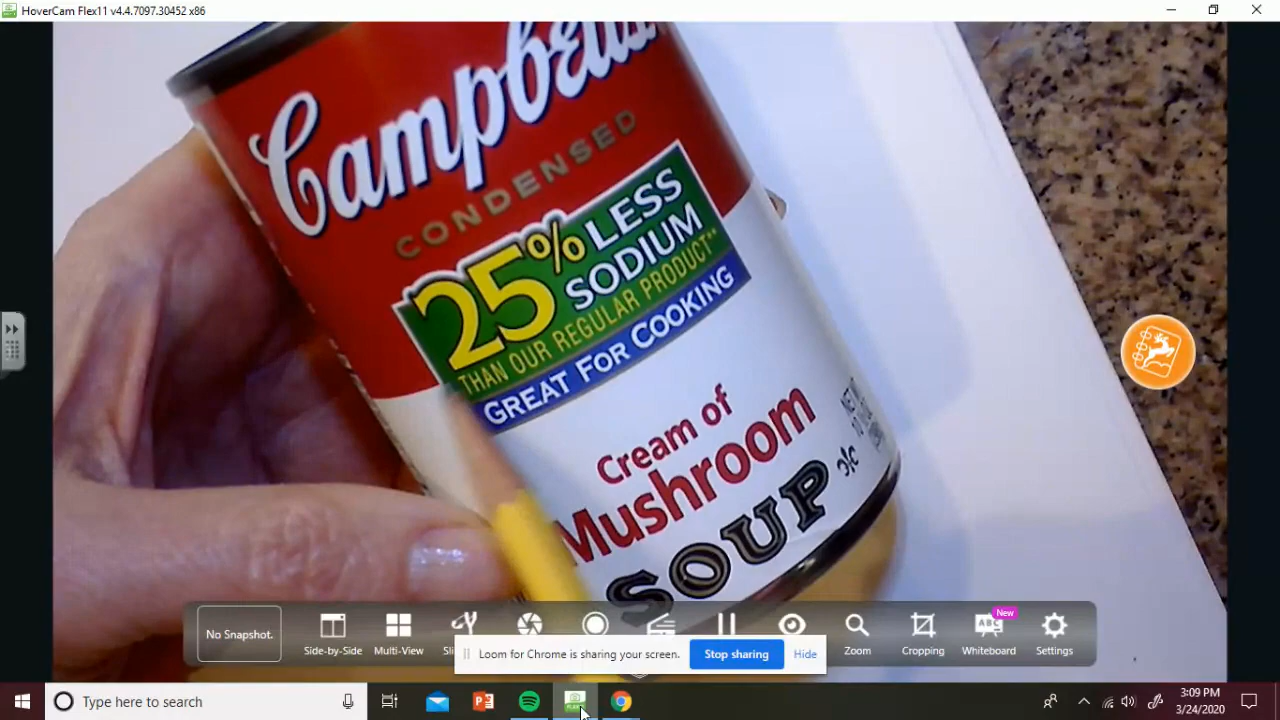 HoverCam Flex11 v4.4.7097.30452 x86
Campbell's
CONDENSED
25% LESS
SODIUM
THAN OUR REGULAR PRODUCT**
GREAT FOR COOKING
Cream of
Mushroom
SOUP
NET
New
No Snapshot.
Side-by-Side
Multi-View
Zoom
Cropping
Whiteboard
Settings
ABC
Loom for Chrome is sharing your screen.
Stop sharing
Hide
Type here to search
3:09 PM
3/24/2020